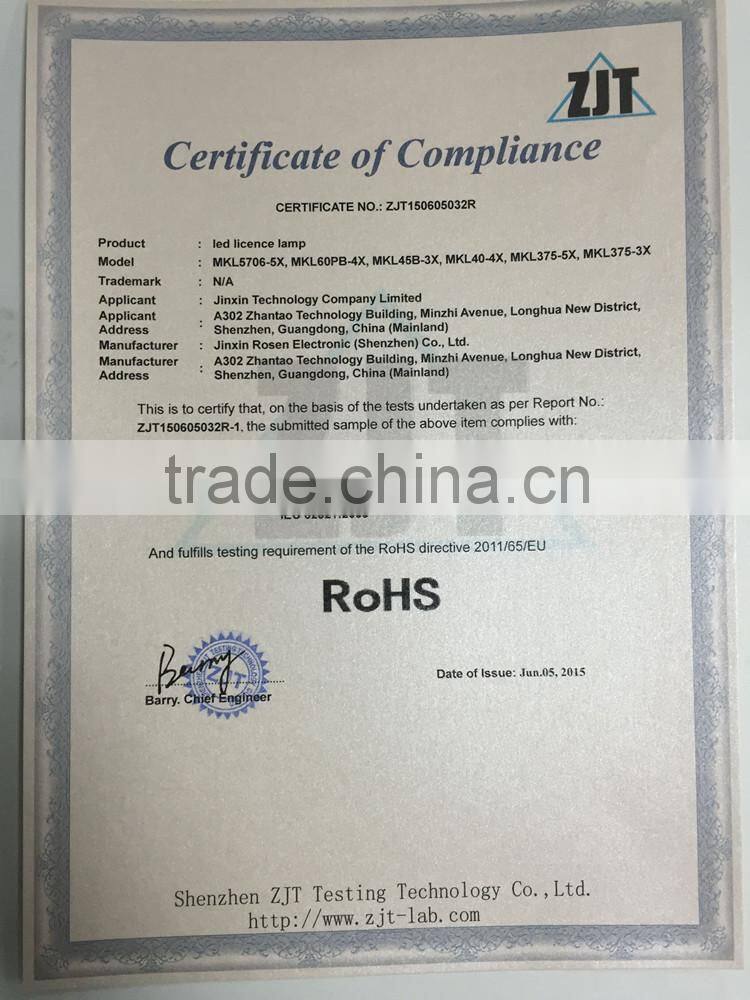 ZJT
Certificate of Compliance
CERTIFICATE NO.: ZJT150605032R
Product : led licence lamp
Model : MKL5706-5X, MKL60PB-4X, MKL45B-3X, MKL40-4X, MKL375-5X, MKL375-3X
Trademark : N/A
Applicant : Jinxin Technology Company Limited
Applicant Address : A302 Zhantao Technology Building, Minzhi Avenue, Longhua New District,
Shenzhen, Guangdong, China (Mainland)
Manufacturer : Jinxin Rosen Electronic (Shenzhen) Co., Ltd.
Manufacturer Address : A302 Zhantao Technology Building, Minzhi Avenue, Longhua New District,
Shenzhen, Guangdong, China (Mainland)
This is to certify that, on the basis of the tests undertaken as per Report No.:
ZJT150605032R-1, the submitted sample of the above item complies with:
trade.china.cn
And fulfills testing requirement of the RoHS directive 2011/65/EU
RoHS
Barry
ZJT
Barry. Chief Engineer
Date of Issue: Jun.05, 2015
Shenzhen ZJT Testing Technology Co.,Ltd.
http://www.zjt-lab.com